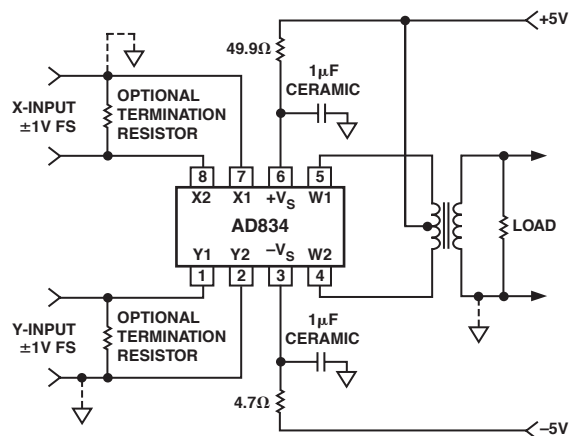 +5V
49.9Ω
1µF
CERAMIC
X-INPUT
±1V FS
OPTIONAL
TERMINATION
RESISTOR
8 7 6 5
X2 X1 +VS W1
AD834
Y1 Y2 –VS W2
1 2 3 4
LOAD
Y-INPUT
±1V FS
OPTIONAL
TERMINATION
RESISTOR
1µF
CERAMIC
4.7Ω
–5V